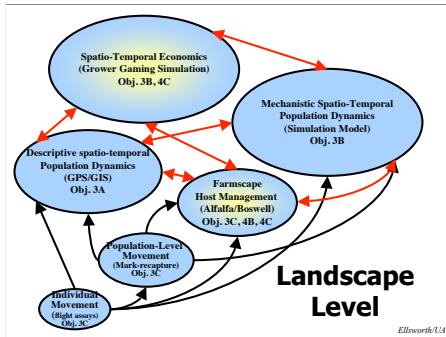 Spatio-Temporal Economics
(Grower Gaming Simulation)
Obj. 3B, 4C
Mechanistic Spatio-Temporal
Population Dynamics
(Simulation Model)
Obj. 3B
Descriptive spatio-temporal
Population Dynamics
(GPS/GIS)
Obj. 3A
Farmscape
Host Management
(Alfalfa/Boswell)
Obj. 3C, 4B, 4C
Population-Level
Movement
(Mark-recapture)
Obj. 3C
Individual
Movement
(flight assays)
Obj. 3C
Landscape
Level
Ellsworth/UA